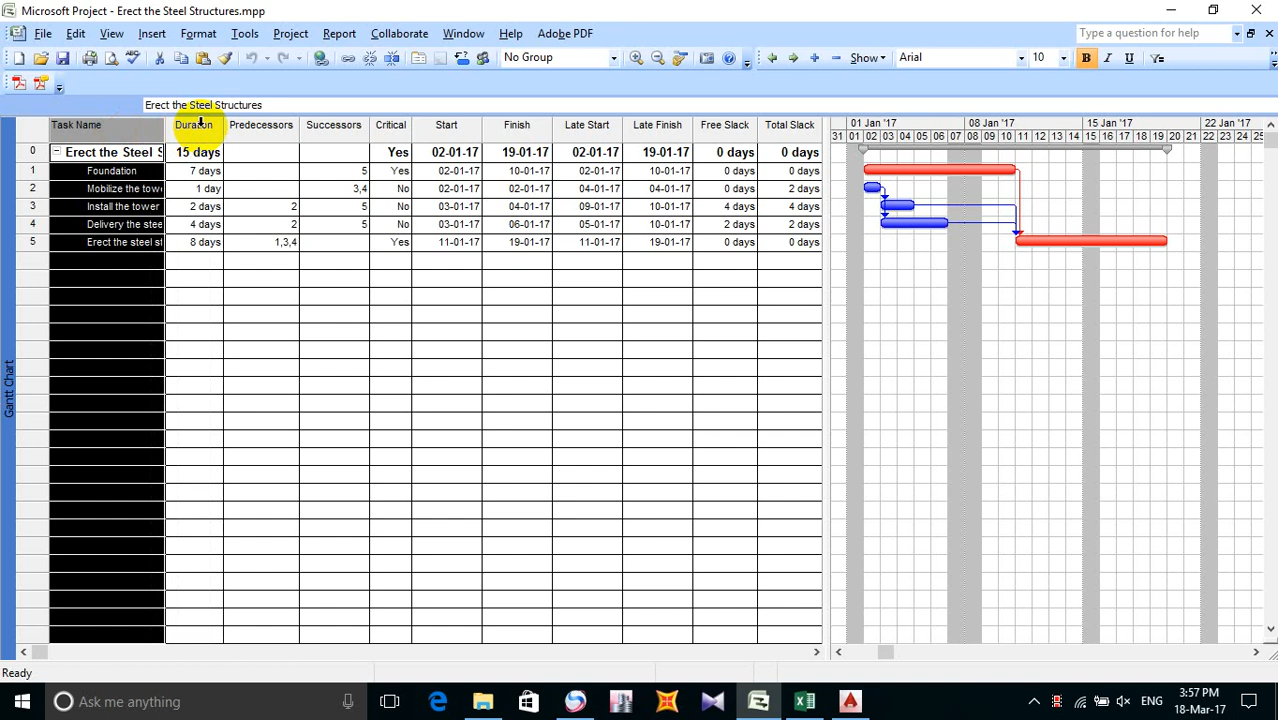 Microsoft Project - Erect the Steel Structures.mpp
File Edit View Insert Format Tools Project Report Collaborate Window Help Adobe PDF Type a question for help
No Group Show Arial 10 B I U
Erect the Steel Structures
Task Name Duration Predecessors Successors Critical Start Finish Late Start Late Finish Free Slack Total Slack 01 Jan '17 08 Jan '17 15 Jan '17 22 Jan '17
31 01 02 03 04 05 06 07 08 09 10 11 12 13 14 15 16 17 18 19 20 21 22 23 24 25
0 Erect the Steel S 15 days Yes 02-01-17 19-01-17 02-01-17 19-01-17 0 days 0 days
1 Foundation 7 days 5 Yes 02-01-17 10-01-17 02-01-17 10-01-17 0 days 0 days
2 Mobilize the towe 1 day 3,4 No 02-01-17 02-01-17 04-01-17 04-01-17 0 days 2 days
3 Install the tower 2 days 2 5 No 03-01-17 04-01-17 09-01-17 10-01-17 4 days 4 days
4 Delivery the stee 4 days 2 5 No 03-01-17 06-01-17 05-01-17 10-01-17 2 days 2 days
5 Erect the steel st 8 days 1,3,4 Yes 11-01-17 19-01-17 11-01-17 19-01-17 0 days 0 days
Gantt Chart
Ready
Ask me anything ENG 3:57 PM
18-Mar-17